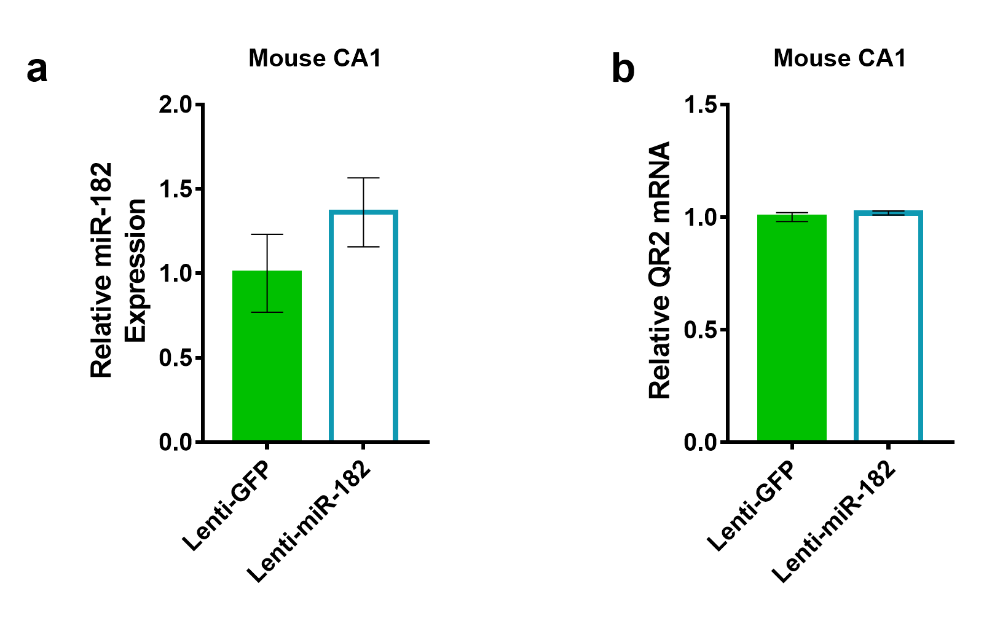 a
Mouse CA1
Relative miR-182
Expression
2.0
1.5
1.0
0.5
0.0
Lenti-GFP
Lenti-miR-182
b
Mouse CA1
Relative QR2 mRNA
1.5
1.0
0.5
0.0
Lenti-GFP
Lenti-miR-182